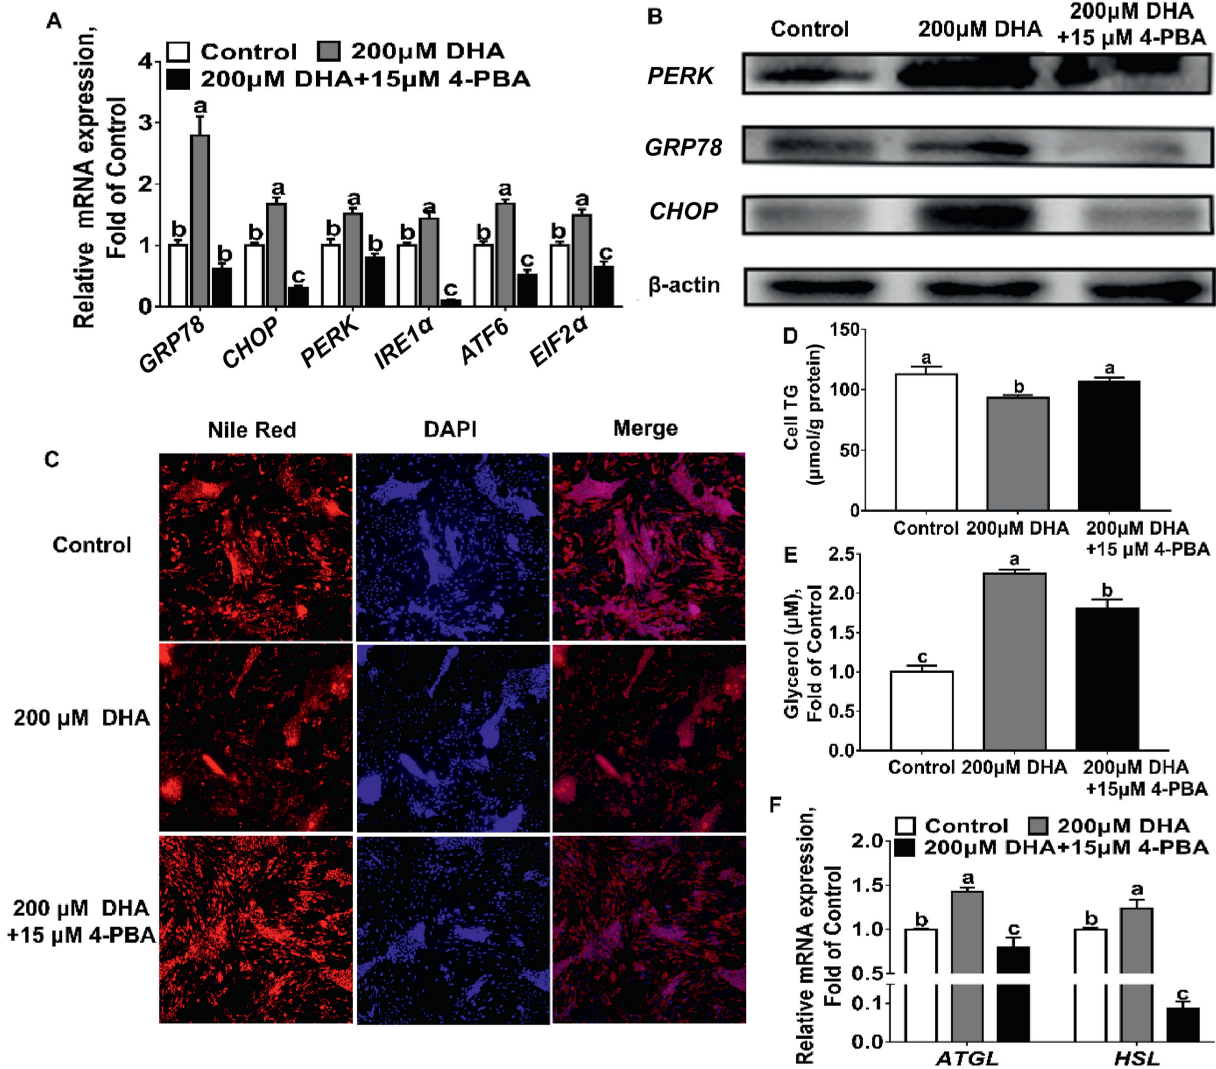 A
Relative mRNA expression,
Fold of Control
Control
200μM DHA
200μM DHA+15μM 4-PBA
4
3
2
1
0
b
a
b
b
a
c
b
a
b
b
a
c
b
a
c
b
a
c
GRP78
CHOP
PERK
IRE1α
ATF6
EIF2α
B
Control
200μM DHA
200μM DHA
+15 μM 4-PBA
PERK
GRP78
CHOP
β-actin
C
Nile Red
DAPI
Merge
Control
200 μM DHA
200 μM DHA
+15 μM 4-PBA
D
Cell TG
(μmol/g protein)
150
100
50
0
a
b
a
Control
200μM DHA
200μM DHA
+15 μM 4-PBA
E
Glycerol (μM),
Fold of Control
2.5
2.0
1.5
1.0
0.5
0.0
c
a
b
Control
200μM DHA
200μM DHA
+15μM 4-PBA
F
Relative mRNA expression,
Fold of Control
Control
200μM DHA
200μM DHA+15μM 4-PBA
2.0
1.5
1.0
0.5
0.1
0.0
b
a
c
b
a
c
ATGL
HSL